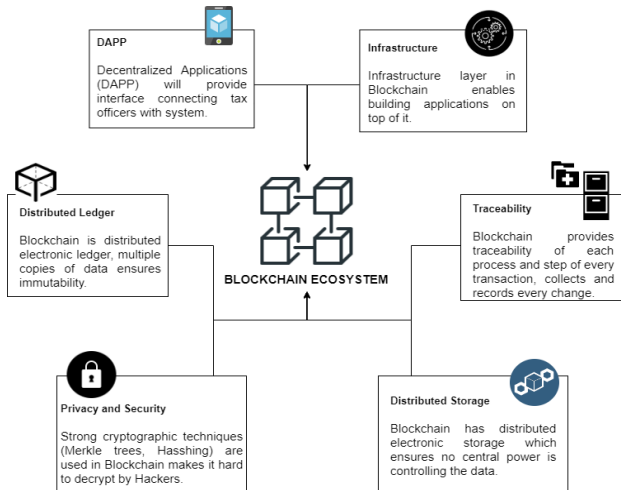 DAPP
Decentralized Applications
(DAPP) will provide
interface connecting tax
officers with system.
Infrastructure
Infrastructure layer in
Blockchain enables
building applications on
top of it.
Distributed Ledger
Blockchain is distributed
electronic ledger, multiple
copies of data ensures
immutability.
BLOCKCHAIN ECOSYSTEM
Traceability
Blockchain provides
traceability of each
process and step of every
transaction, collects and
records every change.
Privacy and Security
Strong cryptographic techniques
(Merkle trees, Hasshing) are
used in Blockchain makes it hard
to decrypt by Hackers.
Distributed Storage
Blockchain has distributed
electronic storage which
ensures no central power is
controlling the data.